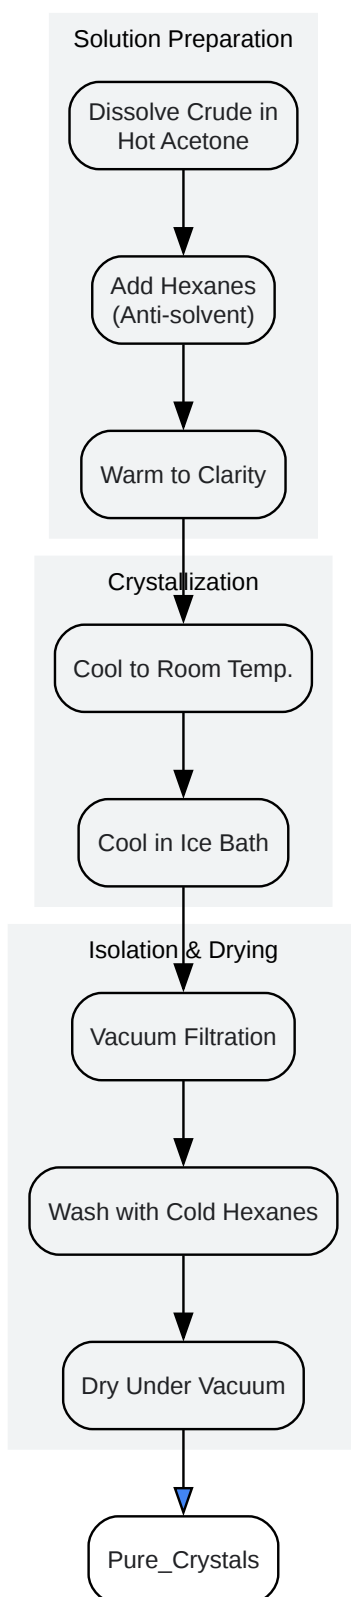 Solution Preparation
Dissolve Crude in
Hot Acetone
Add Hexanes
(Anti-solvent)
Warm to Clarity
Crystallization
Cool to Room Temp.
Cool in Ice Bath
Isolation & Drying
Vacuum Filtration
Wash with Cold Hexanes
Dry Under Vacuum
Pure_Crystals